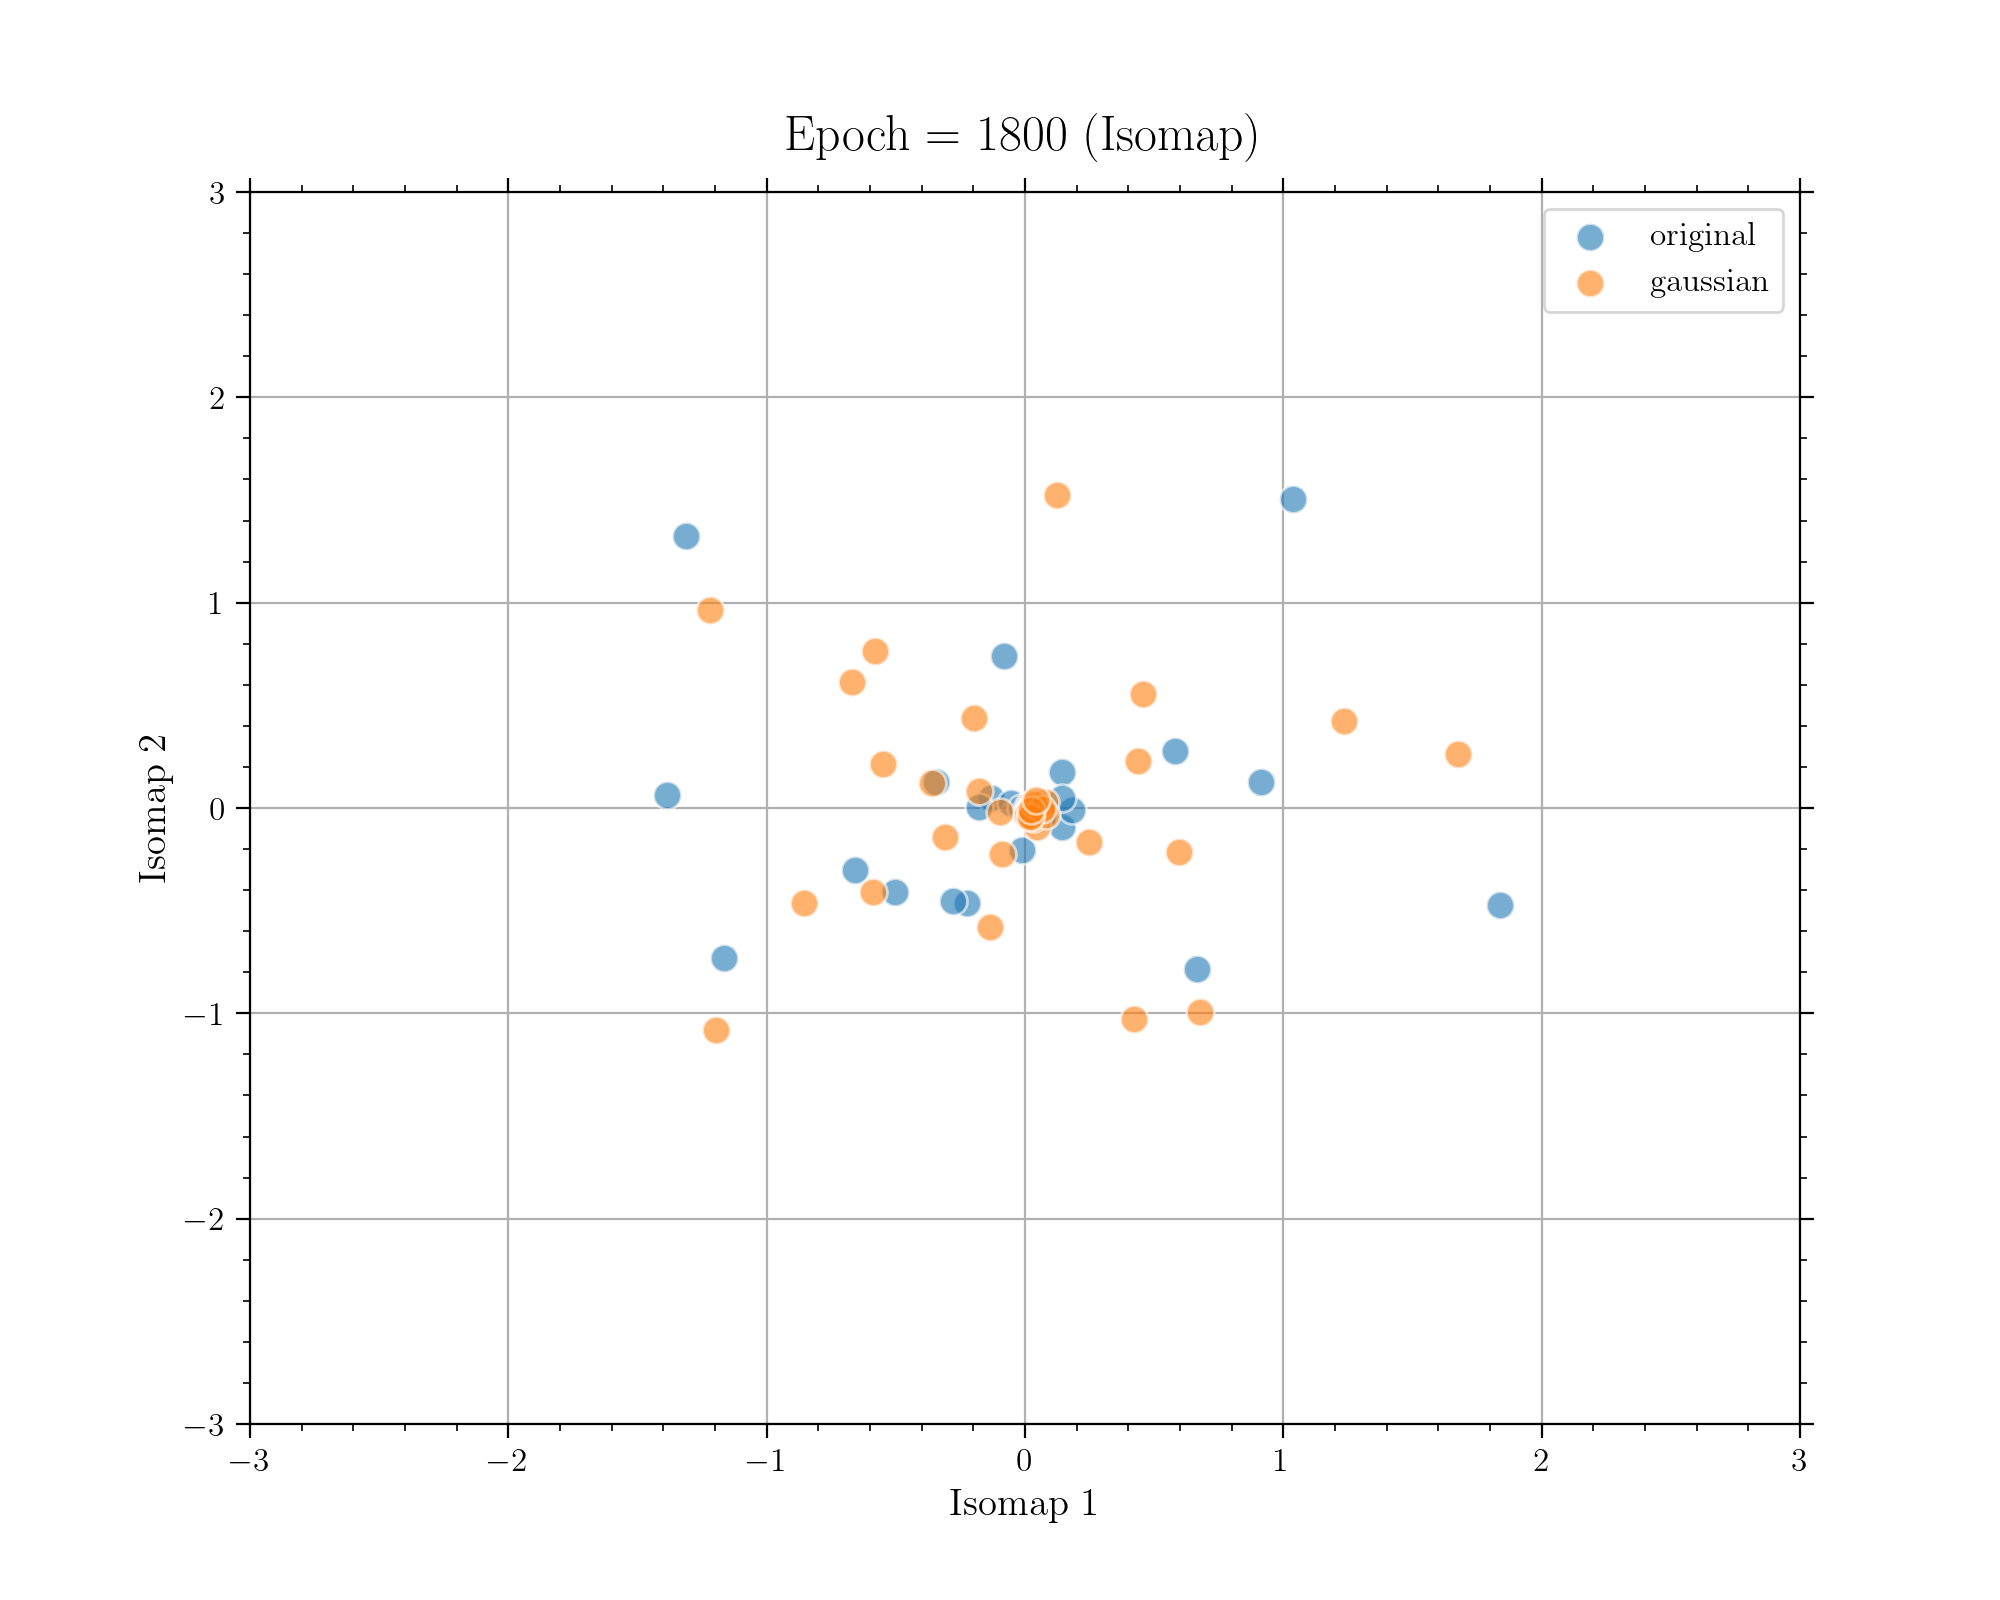 Epoch = 1800 (Isomap)
original
gaussian
3
2
1
0
−1
−2
−3
Isomap 2
−3
−2
−1
0
1
2
3
Isomap 1